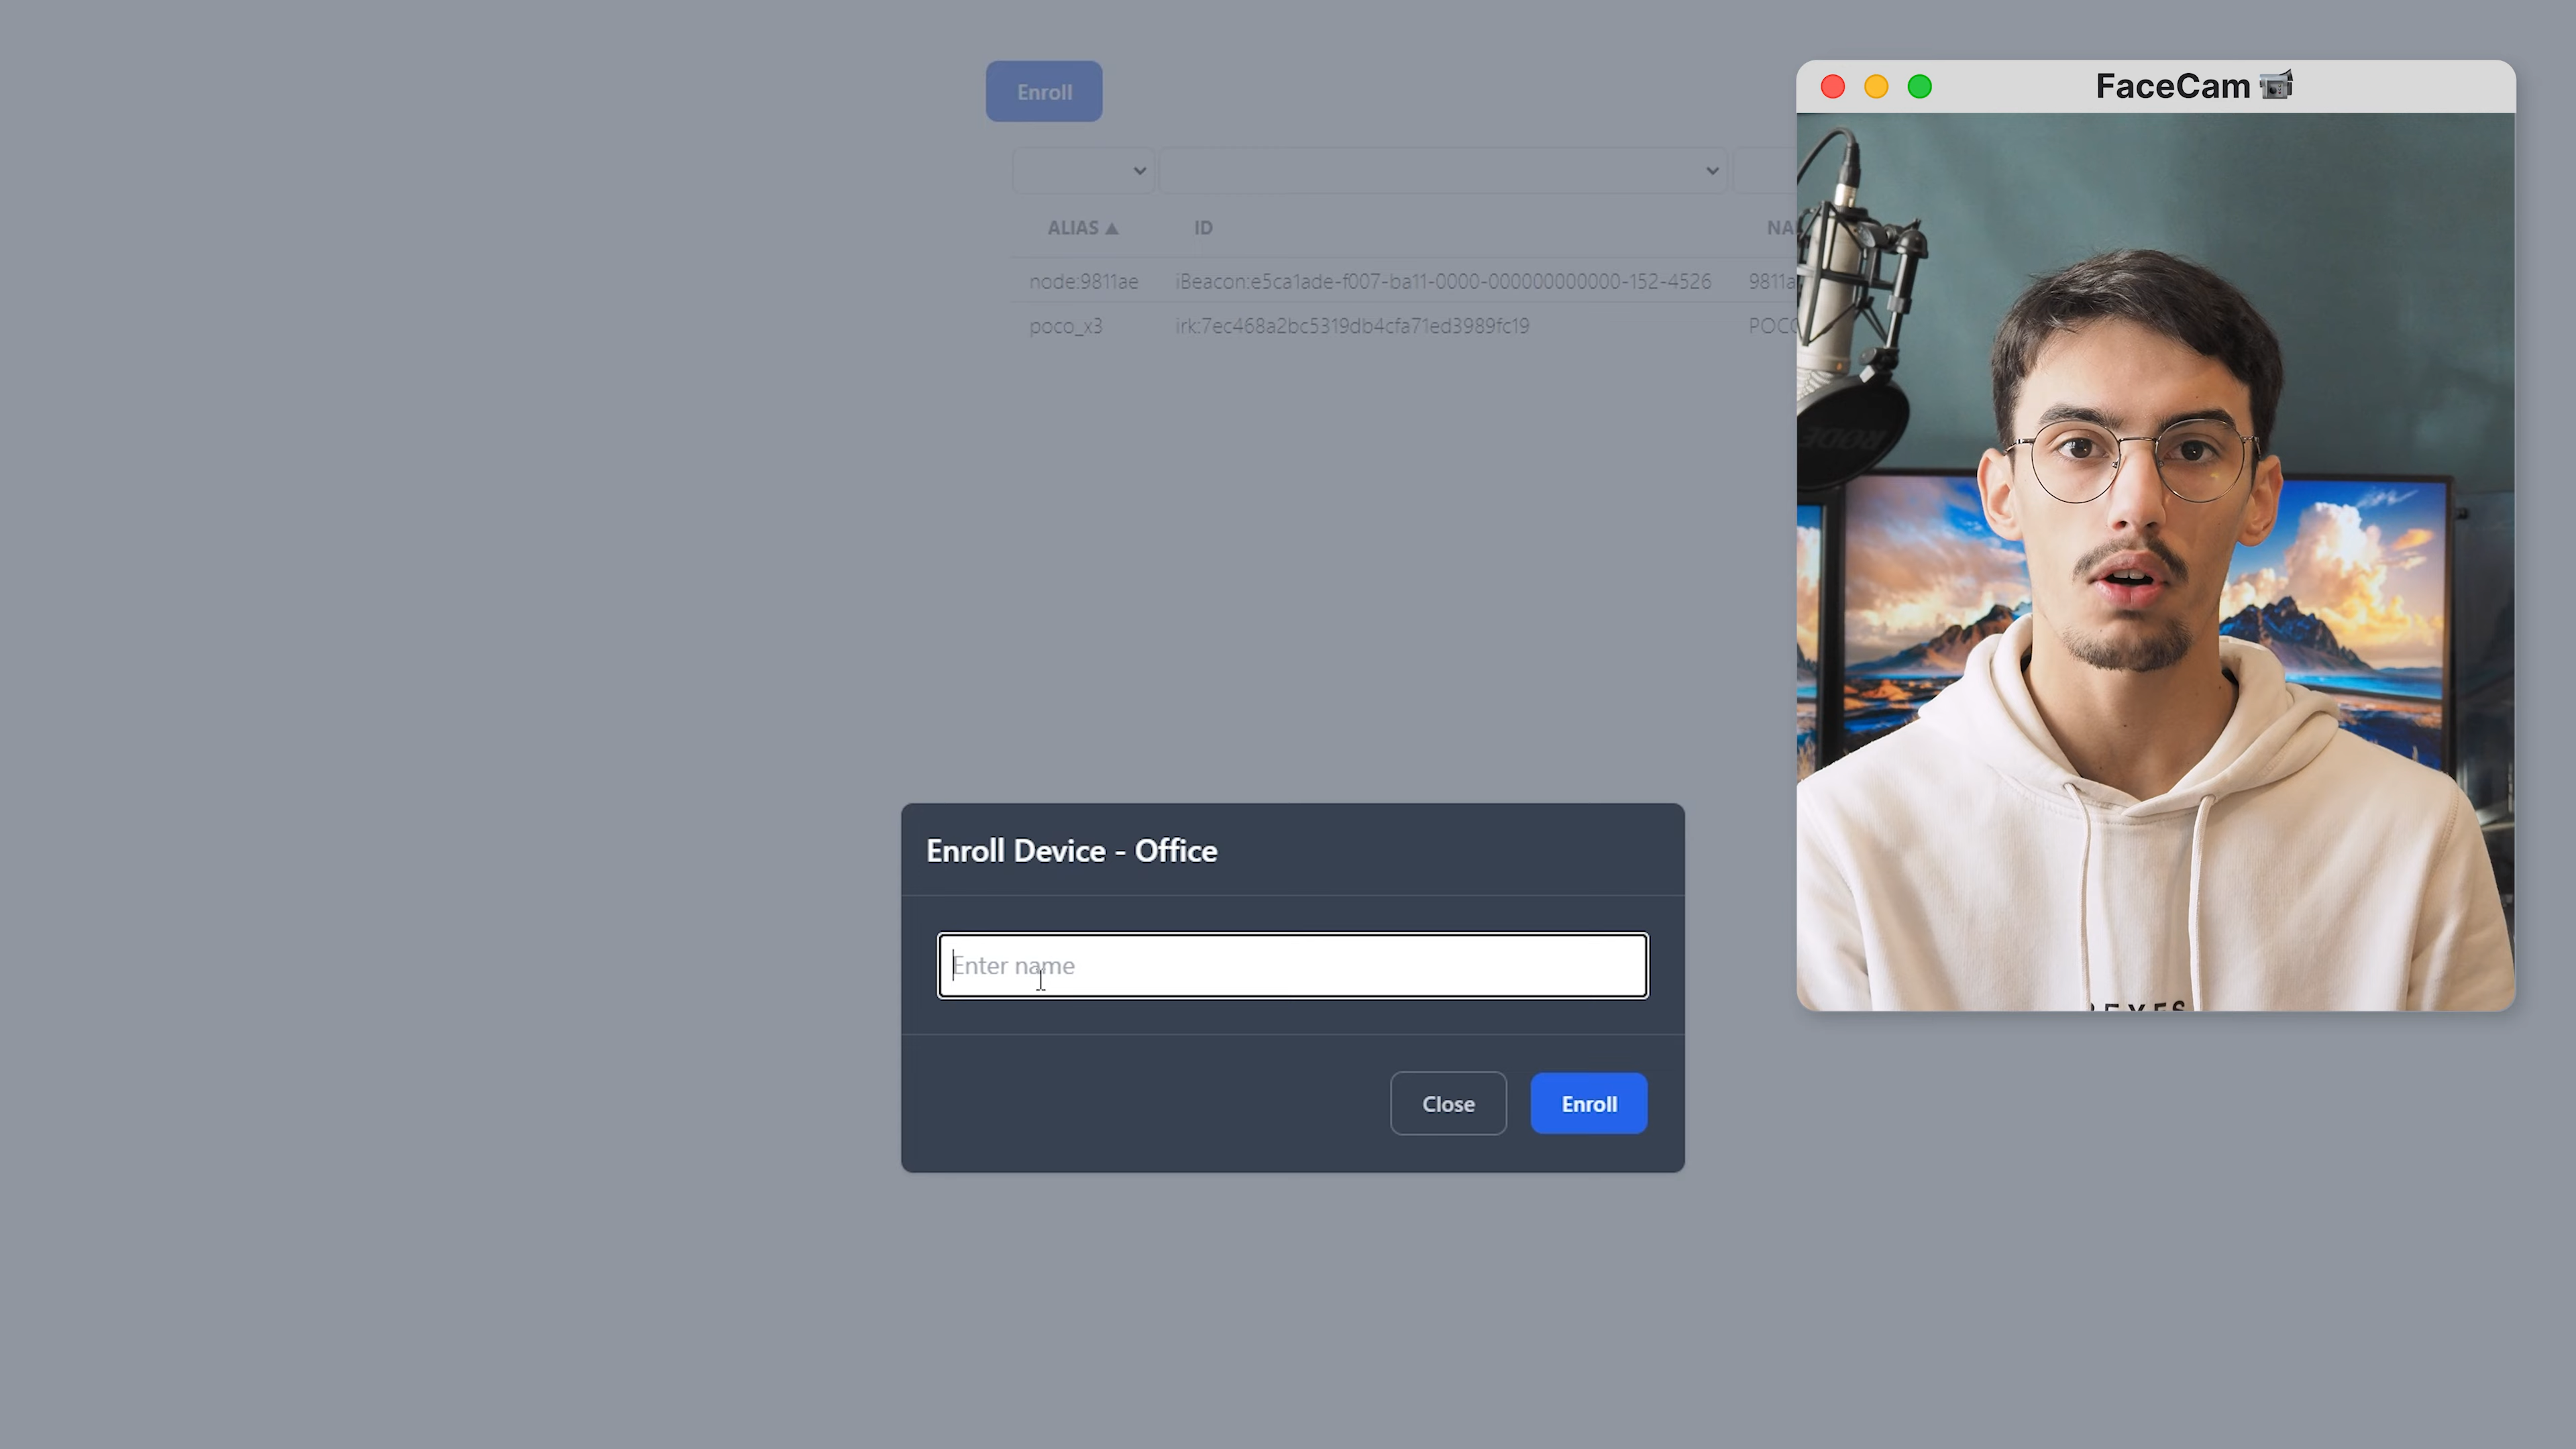 Enroll
FaceCam
ALIAS ▲ ID
node:9811ae iBeacon:e5ca1ade-f007-ba11-0000-000000000000-152-4526
poco_x3 irk:7ec468a2bc5319db4cfa71ed3989fc19
RODE
Enroll Device - Office
Enter name
Close Enroll